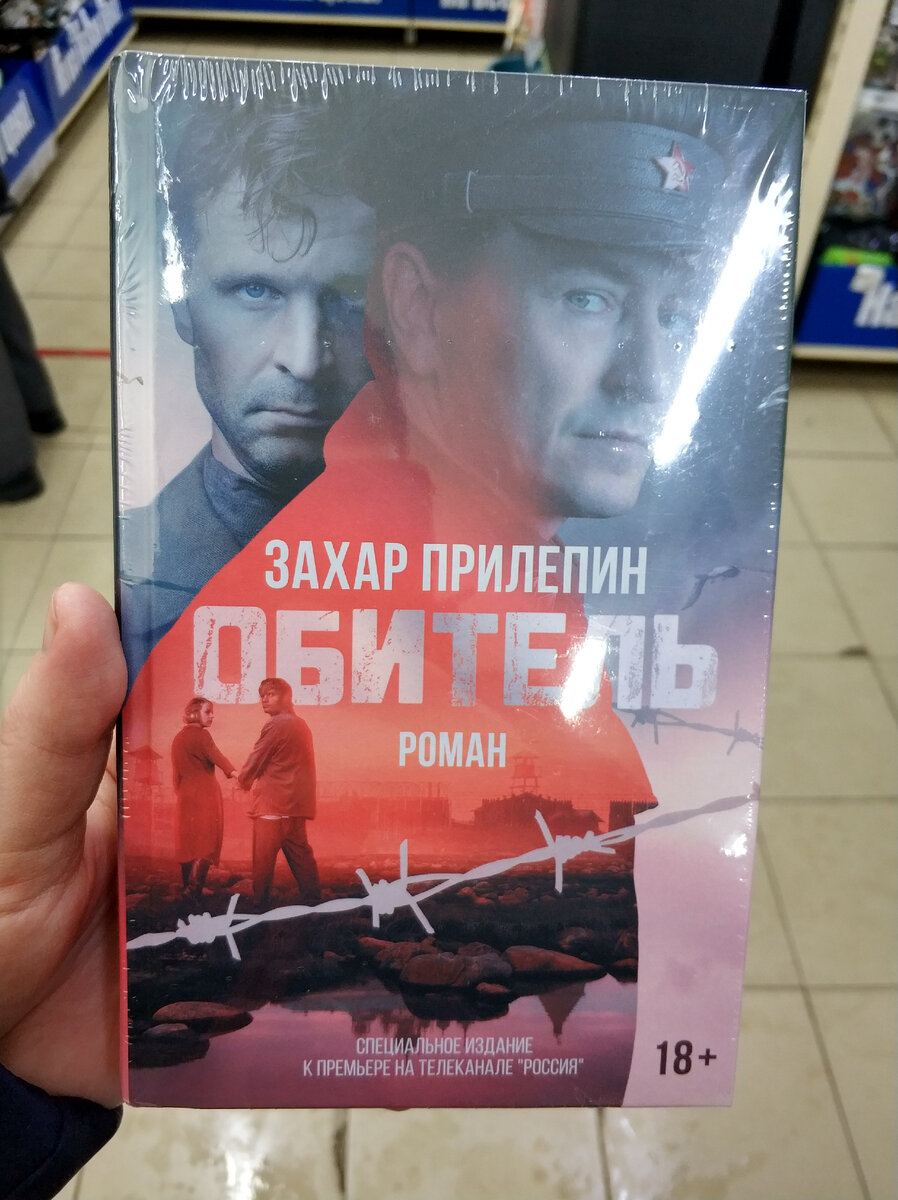 ЗАХАР ПРИЛЕПИН
ОБИТЕЛЬ
РОМАН
СПЕЦИАЛЬНОЕ ИЗДАНИЕ
К ПРЕМЬЕРЕ НА ТЕЛЕКАНАЛЕ "РОССИЯ"
18+